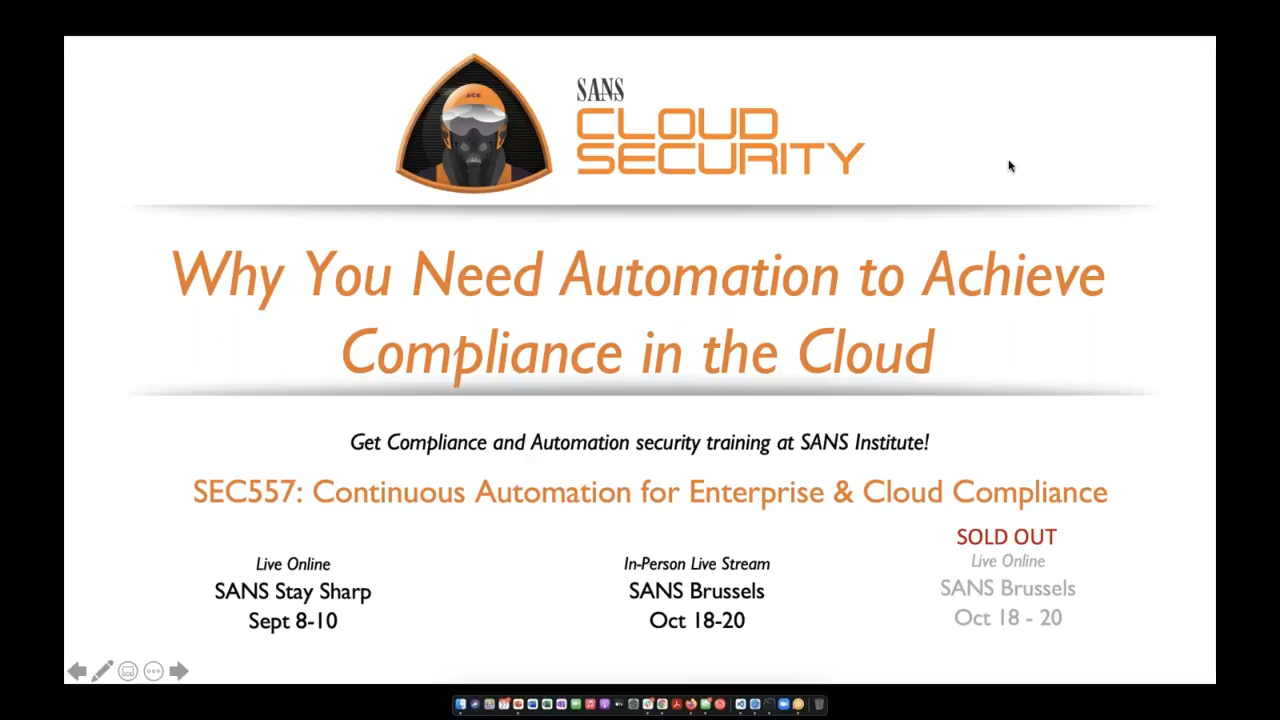 ACE
SANS
CLOUD
SECURITY
Why You Need Automation to Achieve
Compliance in the Cloud
Get Compliance and Automation security training at SANS Institute!
SEC557: Continuous Automation for Enterprise & Cloud Compliance
Live Online
SANS Stay Sharp
Sept 8-10
In-Person Live Stream
SANS Brussels
Oct 18-20
SOLD OUT
Live Online
SANS Brussels
Oct 18 - 20